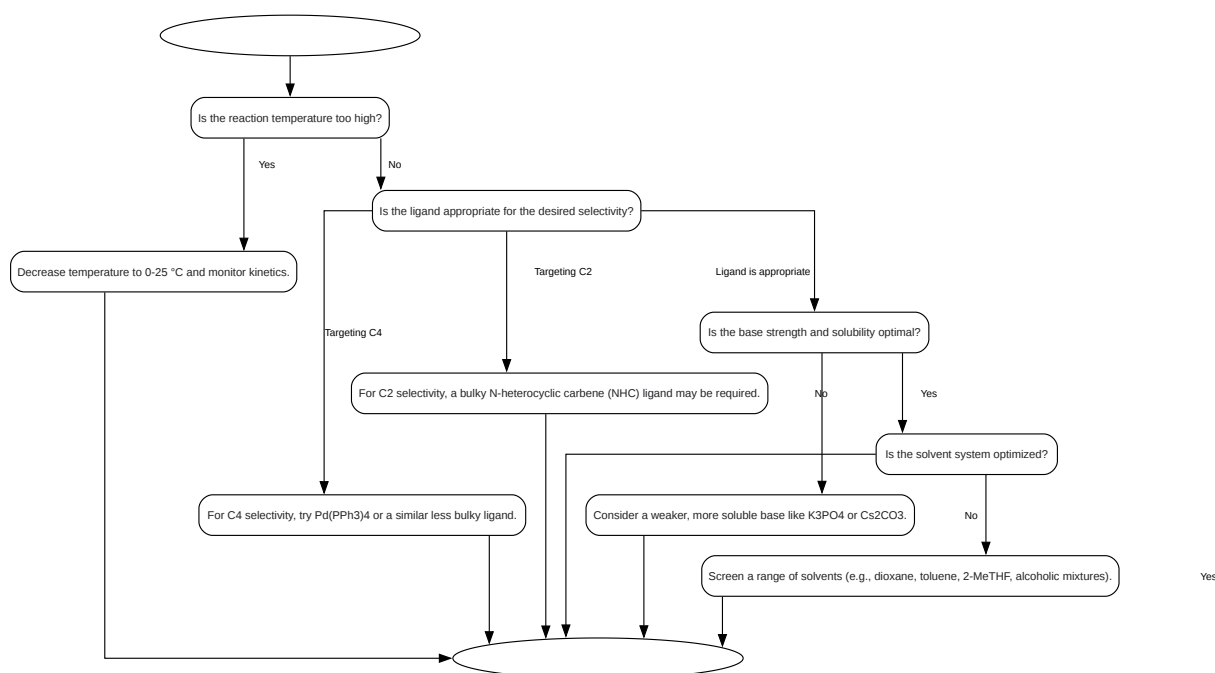 Is the reaction temperature too high?
Yes
No
Is the ligand appropriate for the desired selectivity?
Decrease temperature to 0-25 °C and monitor kinetics.
Targeting C2
Ligand is appropriate
Targeting C4
Is the base strength and solubility optimal?
For C2 selectivity, a bulky N-heterocyclic carbene (NHC) ligand may be required.
No
Yes
Is the solvent system optimized?
For C4 selectivity, try Pd(PPh3)4 or a similar less bulky ligand.
Consider a weaker, more soluble base like K3PO4 or Cs2CO3.
No
Screen a range of solvents (e.g., dioxane, toluene, 2-MeTHF, alcoholic mixtures).
Yes